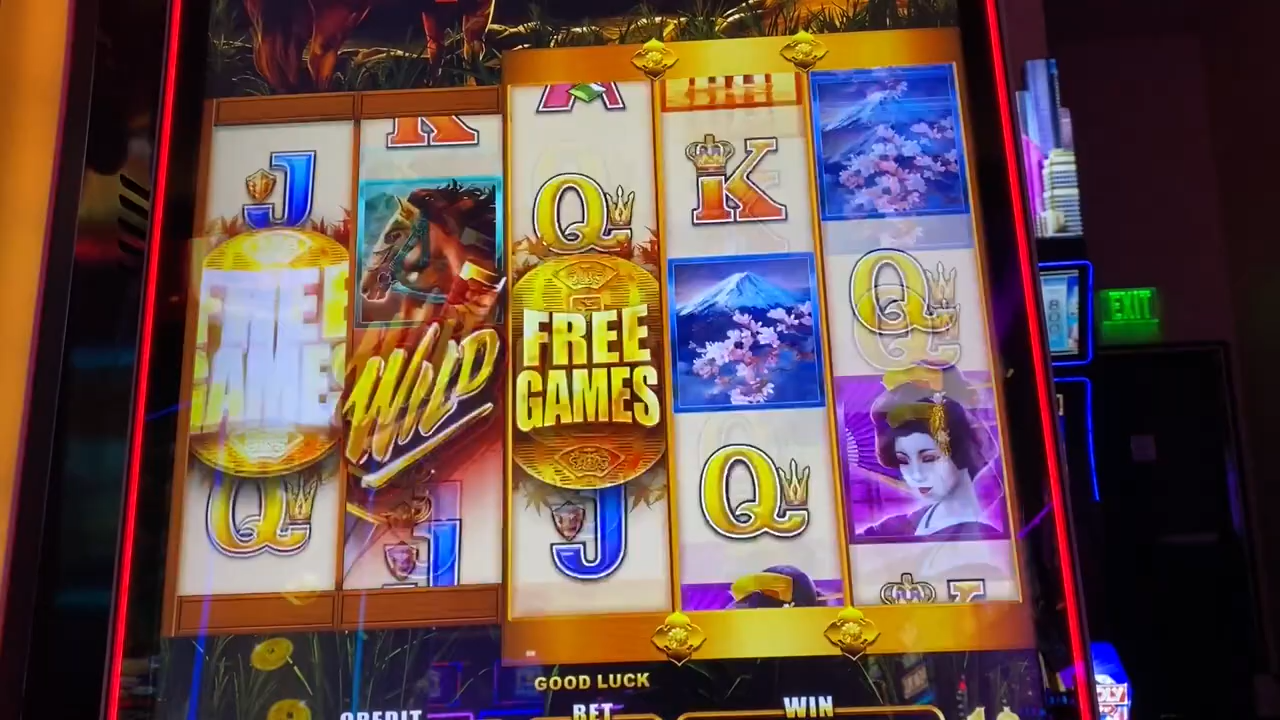 A
K
J
Q
K
FREE
GAMES
WILD
FREE
GAMES
Q
Q
J
J
Q
K
GOOD LUCK
CREDIT
BET
WIN
EXIT